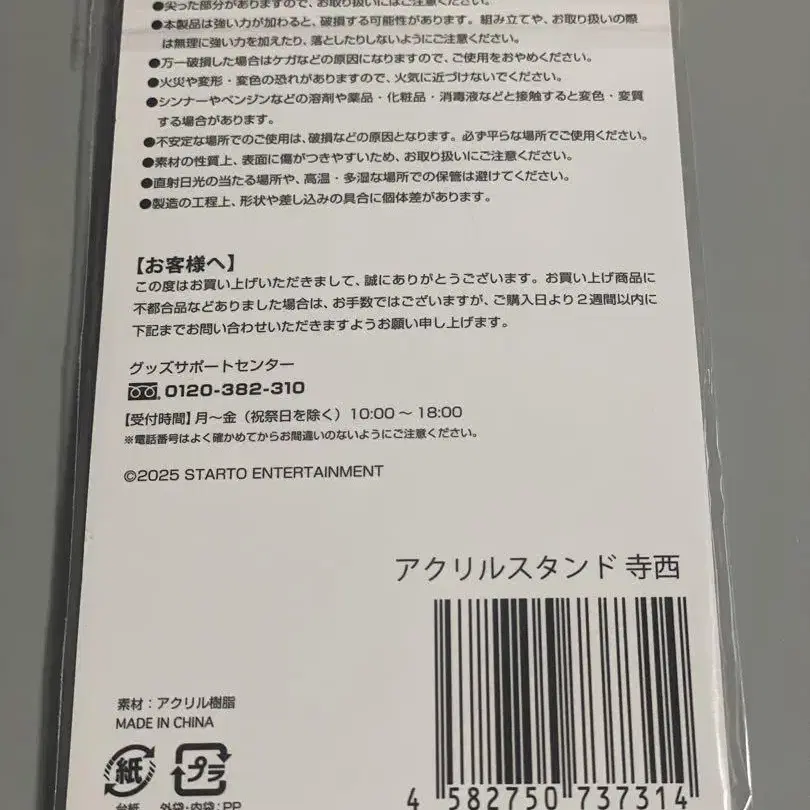 ●尖った部分がありますので、お取り扱いにはご注意ください。
●本製品は強い力が加わると、破損する可能性があります。組み立てや、お取り扱いの際
は無理に強い力を加えたり、落としたりしないようにご注意ください。
●万一破損した場合はケガなどの原因になりますので、ご使用をおやめください。
●火災や変形・変色の恐れがありますので、火気に近づけないでください。
●シンナーやベンジンなどの溶剤や薬品・化粧品・消毒液などと接触すると変色・変質
する場合があります。
●不安定な場所でのご使用は、破損などの原因となります。必ず平らな場所でご使用ください。
●素材の性質上、表面に傷がつきやすいため、お取り扱いにご注意ください。
●直射日光の当たる場所や、高温・多湿な場所での保管は避けてください。
●製造の工程上、形状や差し込みの具合に個体差があります。
【お客様へ】
この度はお買い上げいただきまして、誠にありがとうございます。お買い上げ商品に
不都合品などありました場合は、お手数ではございますが、ご購入日より2週間以内に
下記までお問い合わせいただきますようお願い申し上げます。
グッズサポートセンター
0120-382-310
【受付時間】月〜金（祝祭日を除く）10:00 〜 18:00
※電話番号はよく確かめてからお間違いのないようにご注意ください。
©2025 STARTO ENTERTAINMENT
アクリルスタンド 寺西
素材：アクリル樹脂
MADE IN CHINA
紙 プラ
台紙 外袋・内袋：PP
4 582750 737314